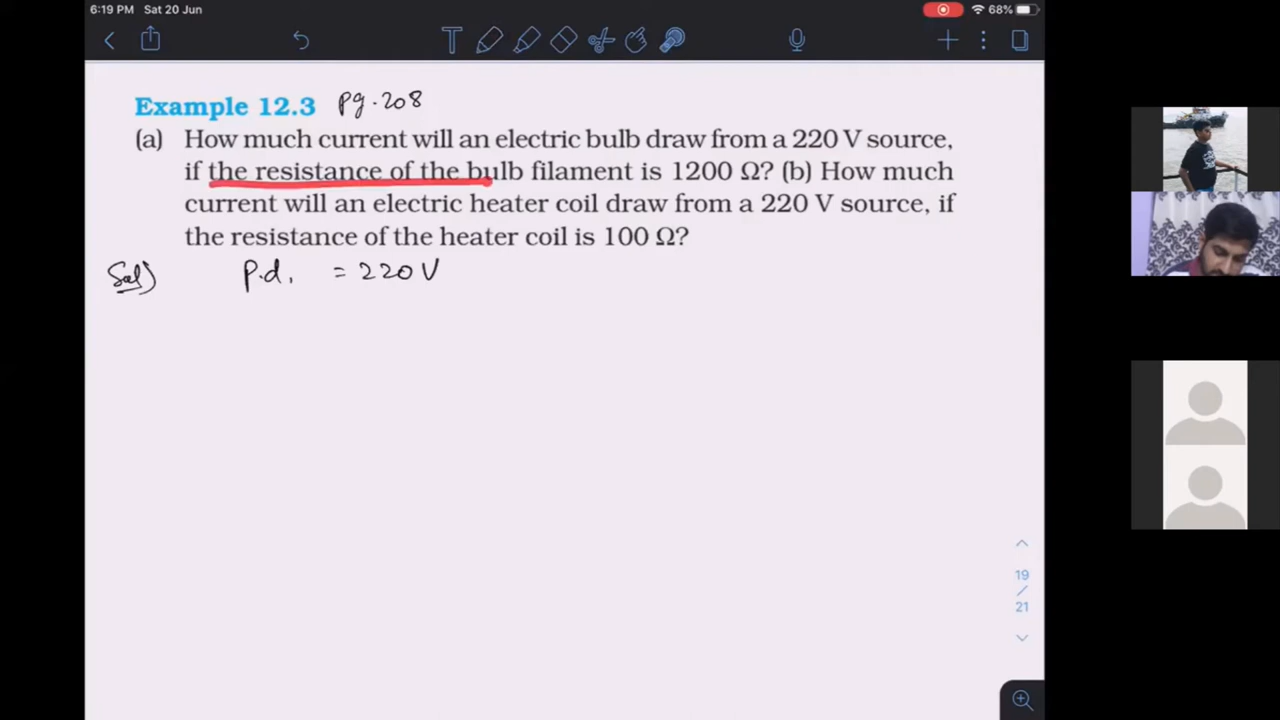 6:19 PM Sat 20 Jun
68%
Example 12.3 pg.208
(a) How much current will an electric bulb draw from a 220 V source,
if the resistance of the bulb filament is 1200 Ω? (b) How much
current will an electric heater coil draw from a 220 V source, if
the resistance of the heater coil is 100 Ω?
Sol) P.d. = 220 V
19
/
21